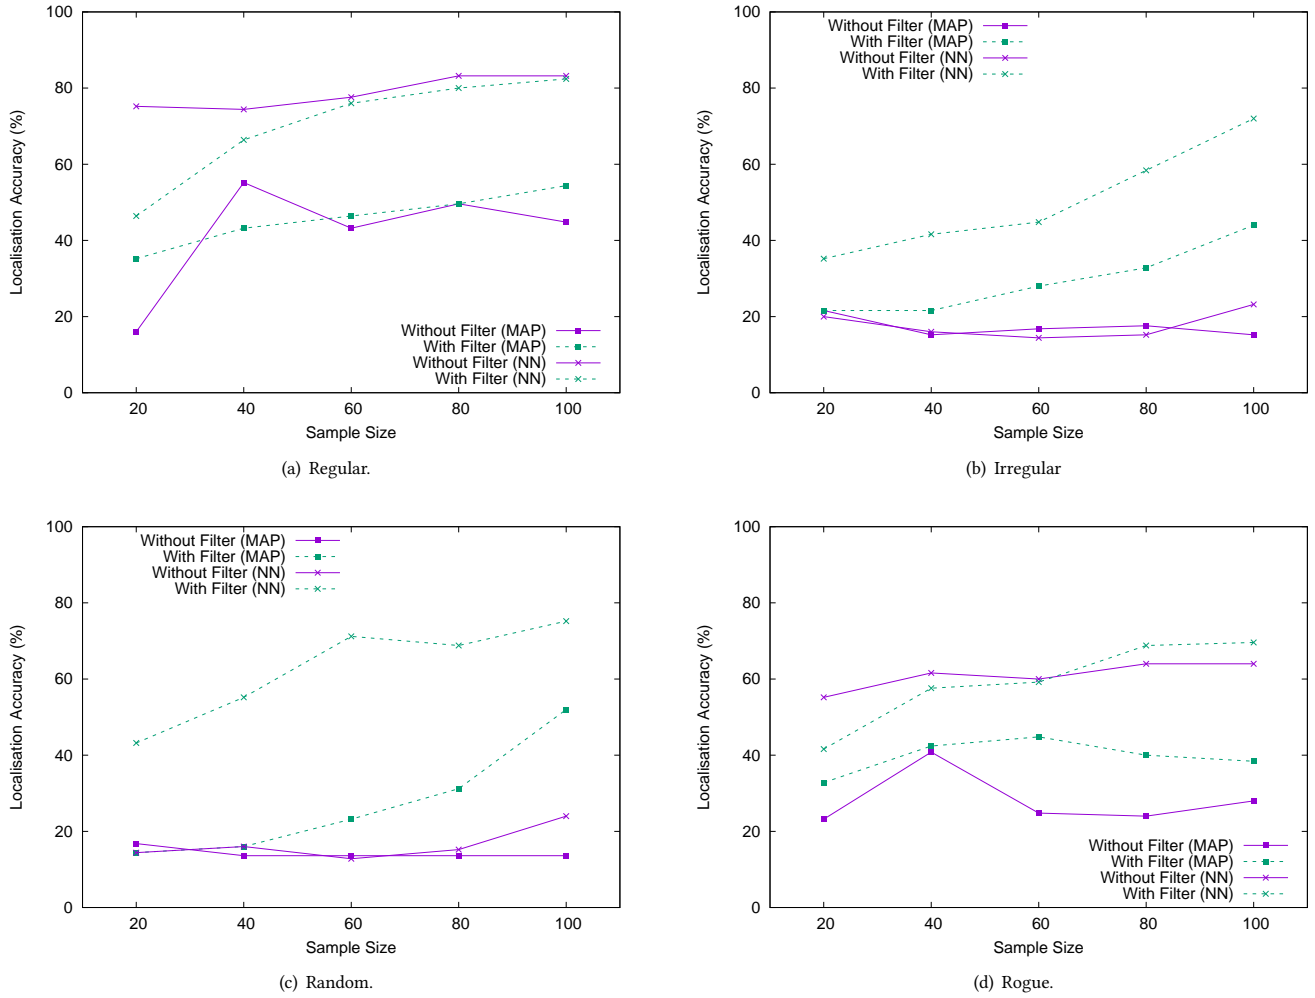 100
80
60
40
20
0
Localisation Accuracy (%)
Without Filter (MAP)
With Filter (MAP)
Without Filter (NN)
With Filter (NN)
20 40 60 80 100
Sample Size
(a) Regular.
100
80
60
40
20
0
Localisation Accuracy (%)
Without Filter (MAP)
With Filter (MAP)
Without Filter (NN)
With Filter (NN)
20 40 60 80 100
Sample Size
(b) Irregular
100
80
60
40
20
0
Localisation Accuracy (%)
Without Filter (MAP)
With Filter (MAP)
Without Filter (NN)
With Filter (NN)
20 40 60 80 100
Sample Size
(c) Random.
100
80
60
40
20
0
Localisation Accuracy (%)
Without Filter (MAP)
With Filter (MAP)
Without Filter (NN)
With Filter (NN)
20 40 60 80 100
Sample Size
(d) Rogue.